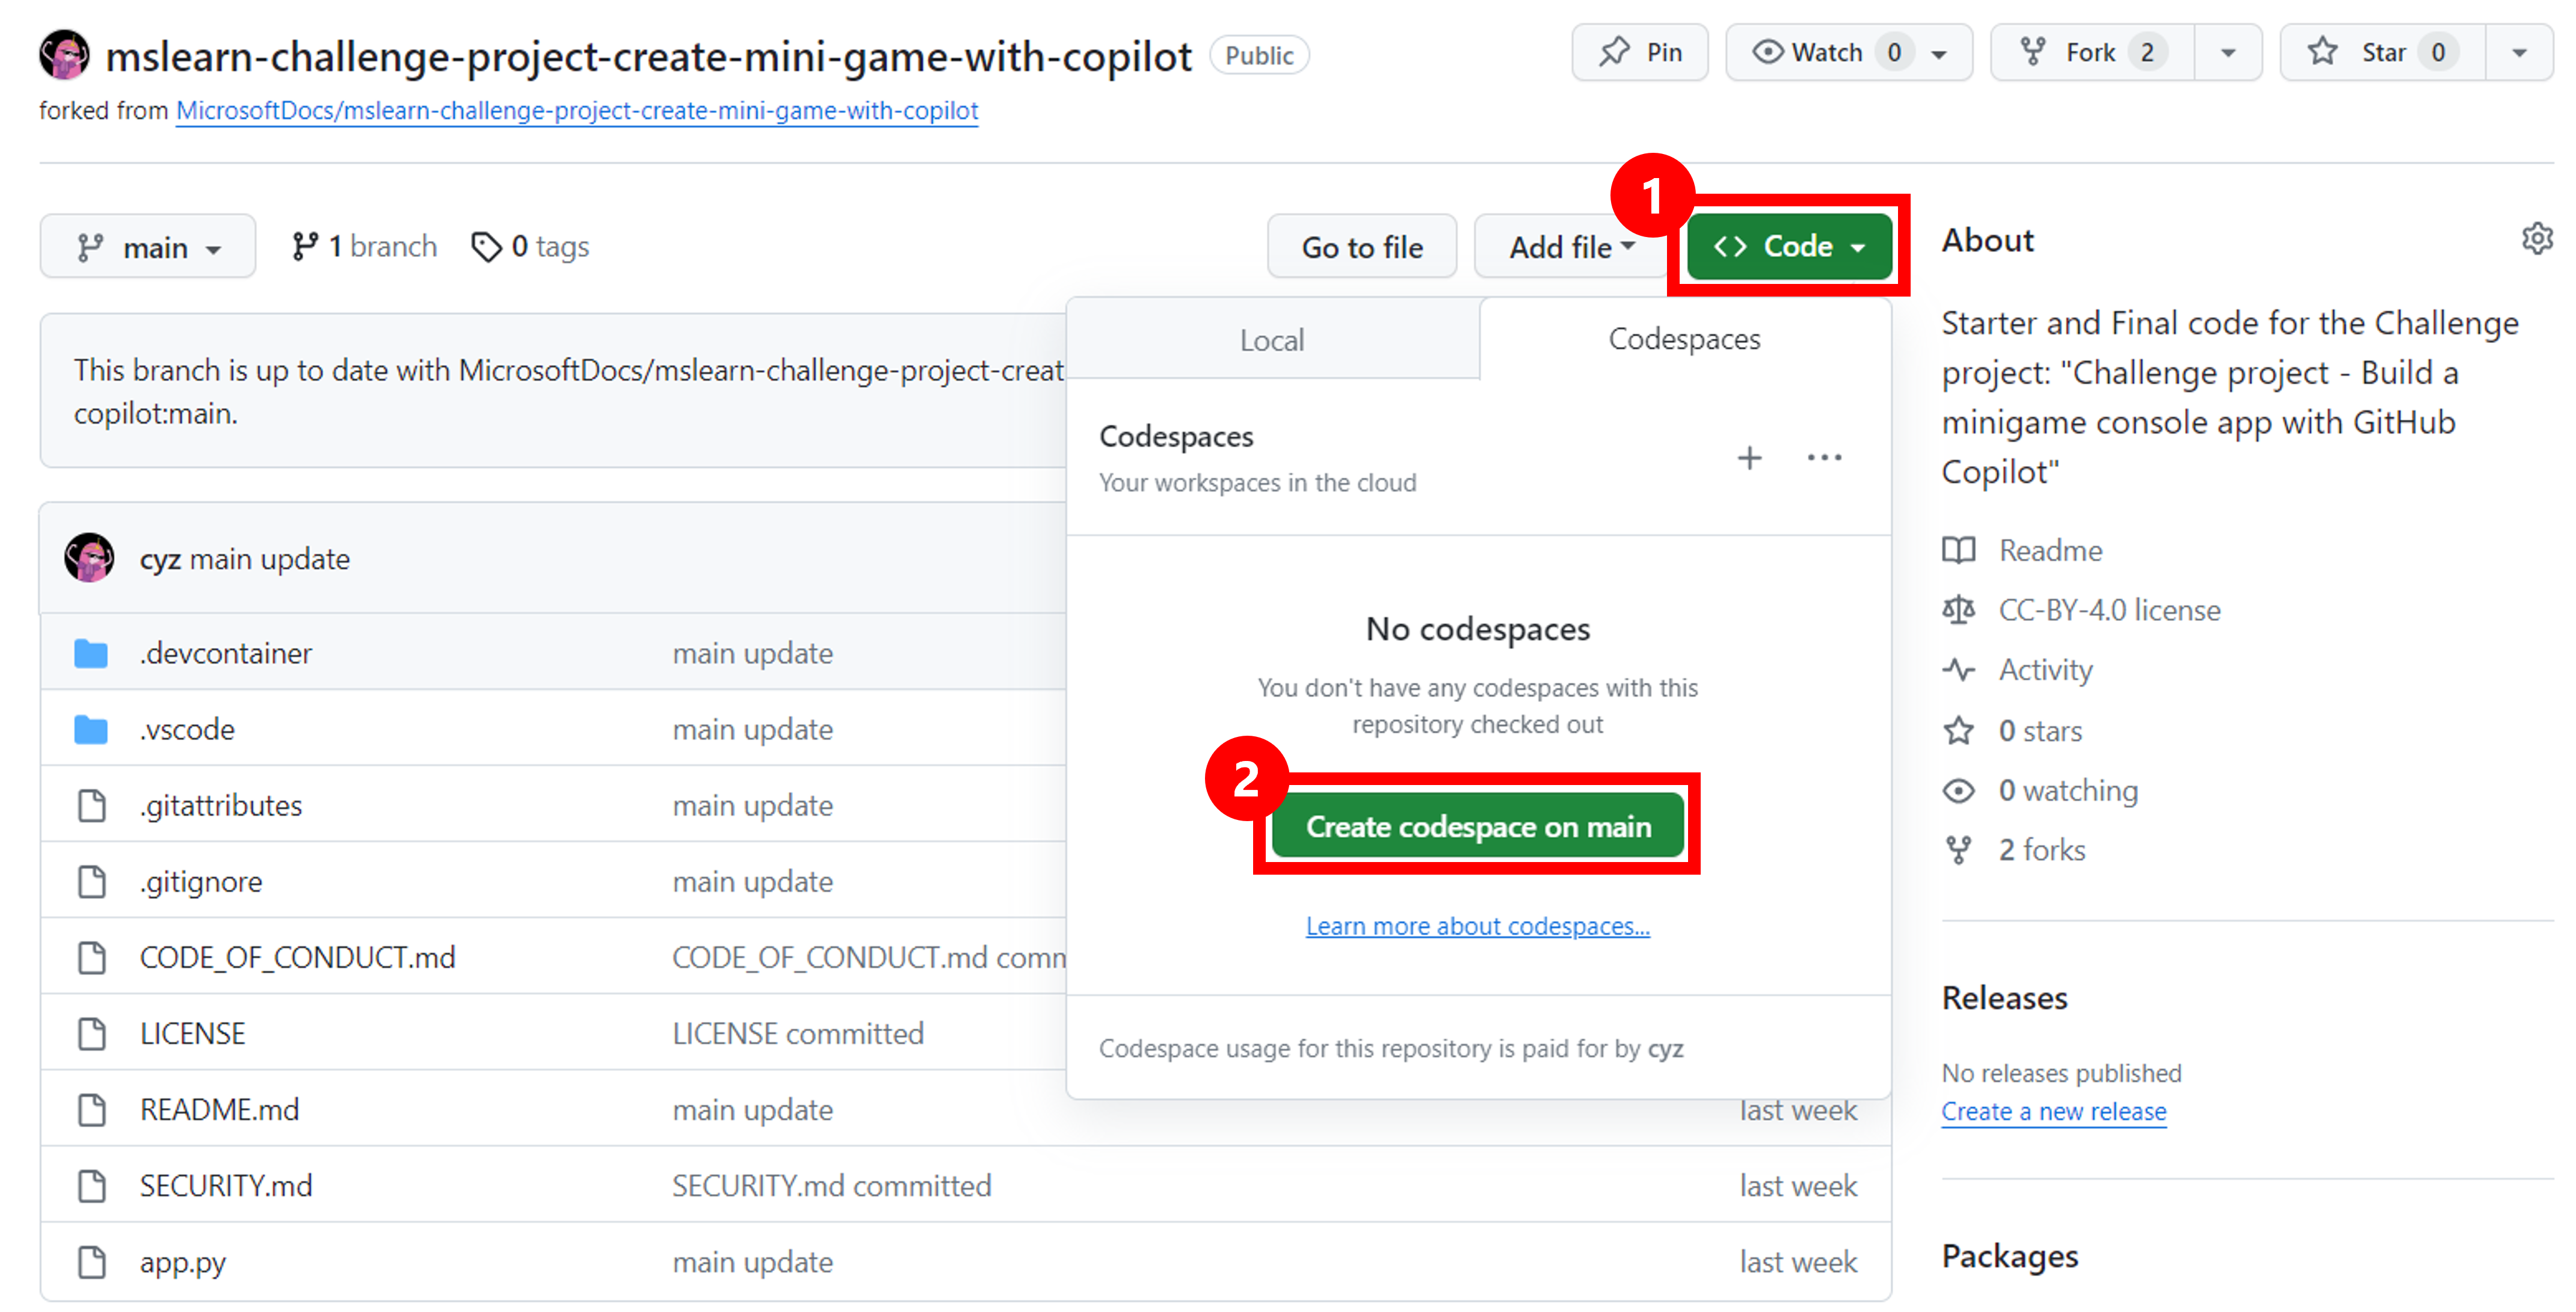 mslearn-challenge-project-create-mini-game-with-copilot Public
Pin
Watch 0
Fork 2
Star 0
forked from MicrosoftDocs/mslearn-challenge-project-create-mini-game-with-copilot
main
1 branch
0 tags
Go to file
Add file
1
<> Code
This branch is up to date with MicrosoftDocs/mslearn-challenge-project-creat
copilot:main.
Local
Codespaces
Codespaces
Your workspaces in the cloud
No codespaces
You don't have any codespaces with this
repository checked out
2
Create codespace on main
Learn more about codespaces...
Codespace usage for this repository is paid for by cyz
cyz main update
.devcontainer main update
.vscode main update
.gitattributes main update
.gitignore main update
CODE_OF_CONDUCT.md CODE_OF_CONDUCT.md comm
LICENSE LICENSE committed
README.md main update last week
SECURITY.md SECURITY.md committed last week
app.py main update last week
About
Starter and Final code for the Challenge
project: "Challenge project - Build a
minigame console app with GitHub
Copilot"
Readme
CC-BY-4.0 license
Activity
0 stars
0 watching
2 forks
Releases
No releases published
Create a new release
Packages